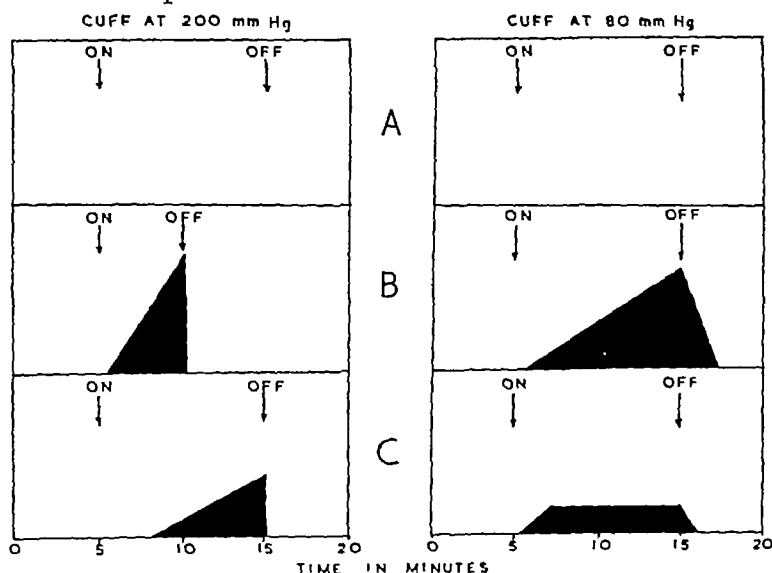 CUFF AT 200 mm Hg CUFF AT 80 mm Hg
ON OFF ON OFF
A
ON OFF ON OFF
B
ON OFF ON OFF
C
0 5 10 15 20 0 5 10 15 20
TIME IN MINUTES